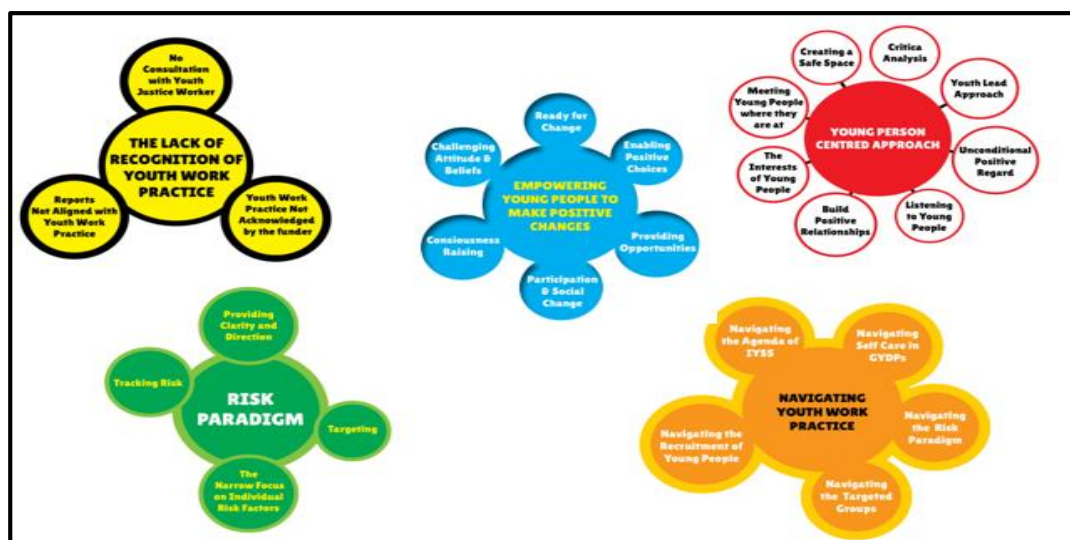 No
Consultation
with Youth
Justice Worker
THE LACK OF
RECOGNITION OF
YOUTH WORK
PRACTICE
Reports
Not Aligned with
Youth Work
Practice
Youth Work
Practice Not
Acknowledged
by the funder
Ready for
Change
Challenging
Attitude &
Beliefs
Enabling
Positive
Choices
EMPOWERING
YOUNG PEOPLE TO
MAKE POSITIVE
CHANGES
Consiousness
Raising
Providing
Opportunities
Participation
& Social
Change
Creating a
Safe Space
Critica
Analysis
Meeting
Young People
where they
are at
Youth Lead
Approach
YOUNG PERSON
CENTRED APPROACH
The
Interests of
Young
People
Unconditional
Positive
Regard
Build
Positive
Relationships
Listening
to Young
People
Providing
Clarity and
Direction
Tracking Risk
RISK
PARADIGM
Targeting
The
Narrow Focus
on Individual
Risk Factors
Navigating
the Agenda of
IYSS
Navigating
Self Care in
GYDPs
NAVIGATING
YOUTH WORK
PRACTICE
Navigating the
Recruitment of
Young People
Navigating
the Risk
Paradigm
Navigating
the Targeted
Groups